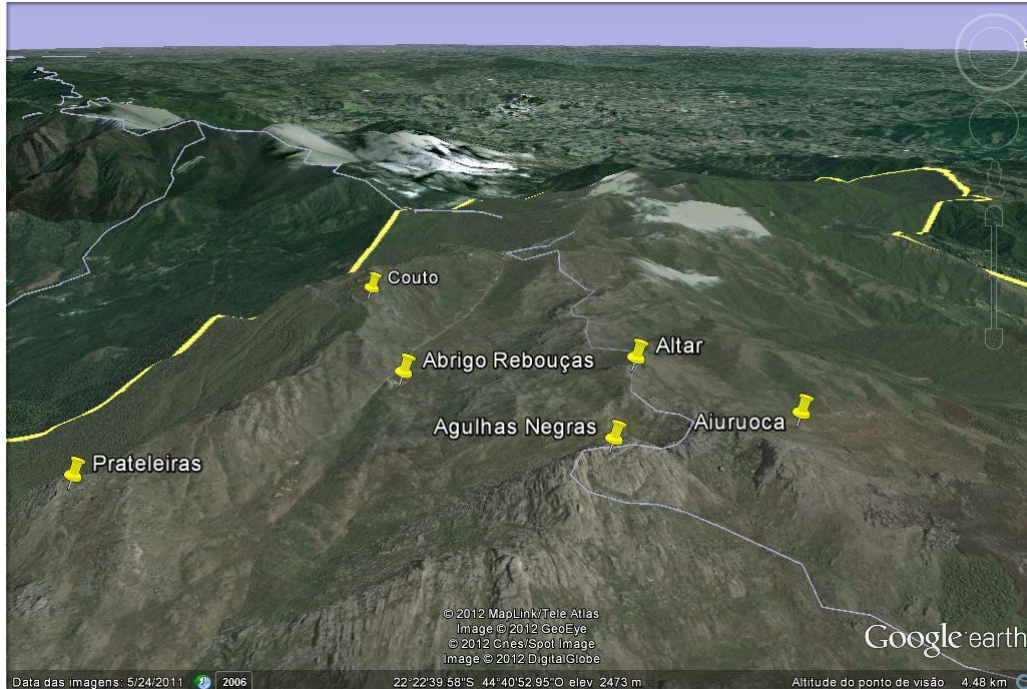 Couto
Abrigo Rebouças
Altar
Agulhas Negras
Aiuruoca
Prateleiras
© 2012 MapLink/Tele Atlas
Image © 2012 GeoEye
© 2012 Cnes/Spot Image
Image © 2012 DigitalGlobe
Google earth
Data das imagens: 5/24/2011 2006 22°22'39.58"S 44°40'52.95"O elev 2473 m Altitude do ponto de visão 4.48 km